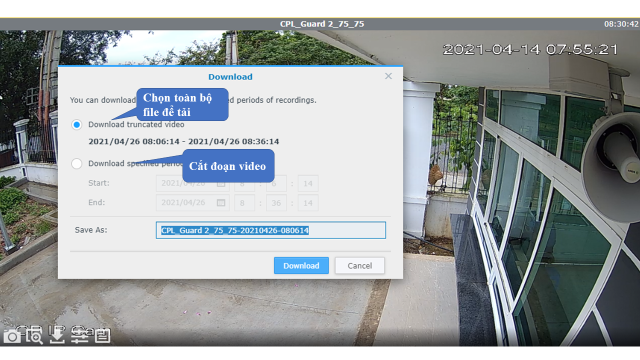 CPL_Guard 2_75_75
08:30:42
2021-04-14 07:55:21
Download
You can download
d periods of recordings.
Chọn toàn bộ
file để tải
Download truncated video
2021/04/26 08:06:14 - 2021/04/26 08:36:14
Download specified
Cắt đoạn video
Start: 2021/04/26 8 : 6 : 14
End: 2021/04/26 8 : 36 : 14
Save As: CPL_Guard 2_75_75-20210426-080614
Download Cancel